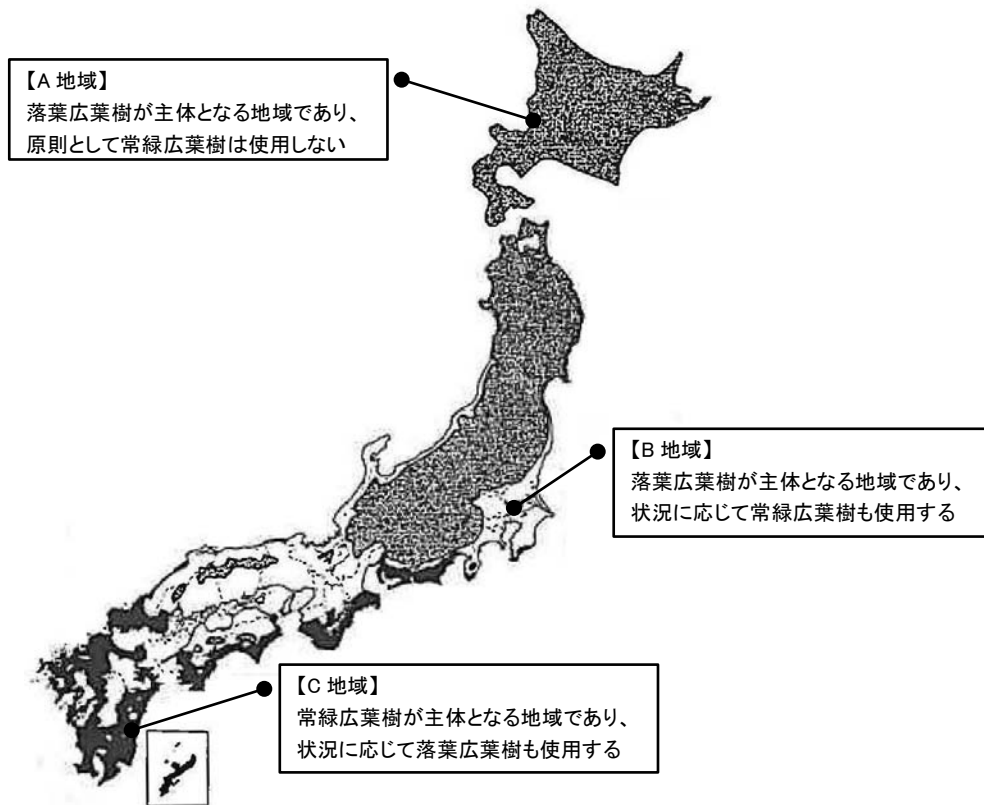 【A 地域】
落葉広葉樹が主体となる地域であり、
原則として常緑広葉樹は使用しない
【B 地域】
落葉広葉樹が主体となる地域であり、
状況に応じて常緑広葉樹も使用する
【C 地域】
常緑広葉樹が主体となる地域であり、
状況に応じて落葉広葉樹も使用する